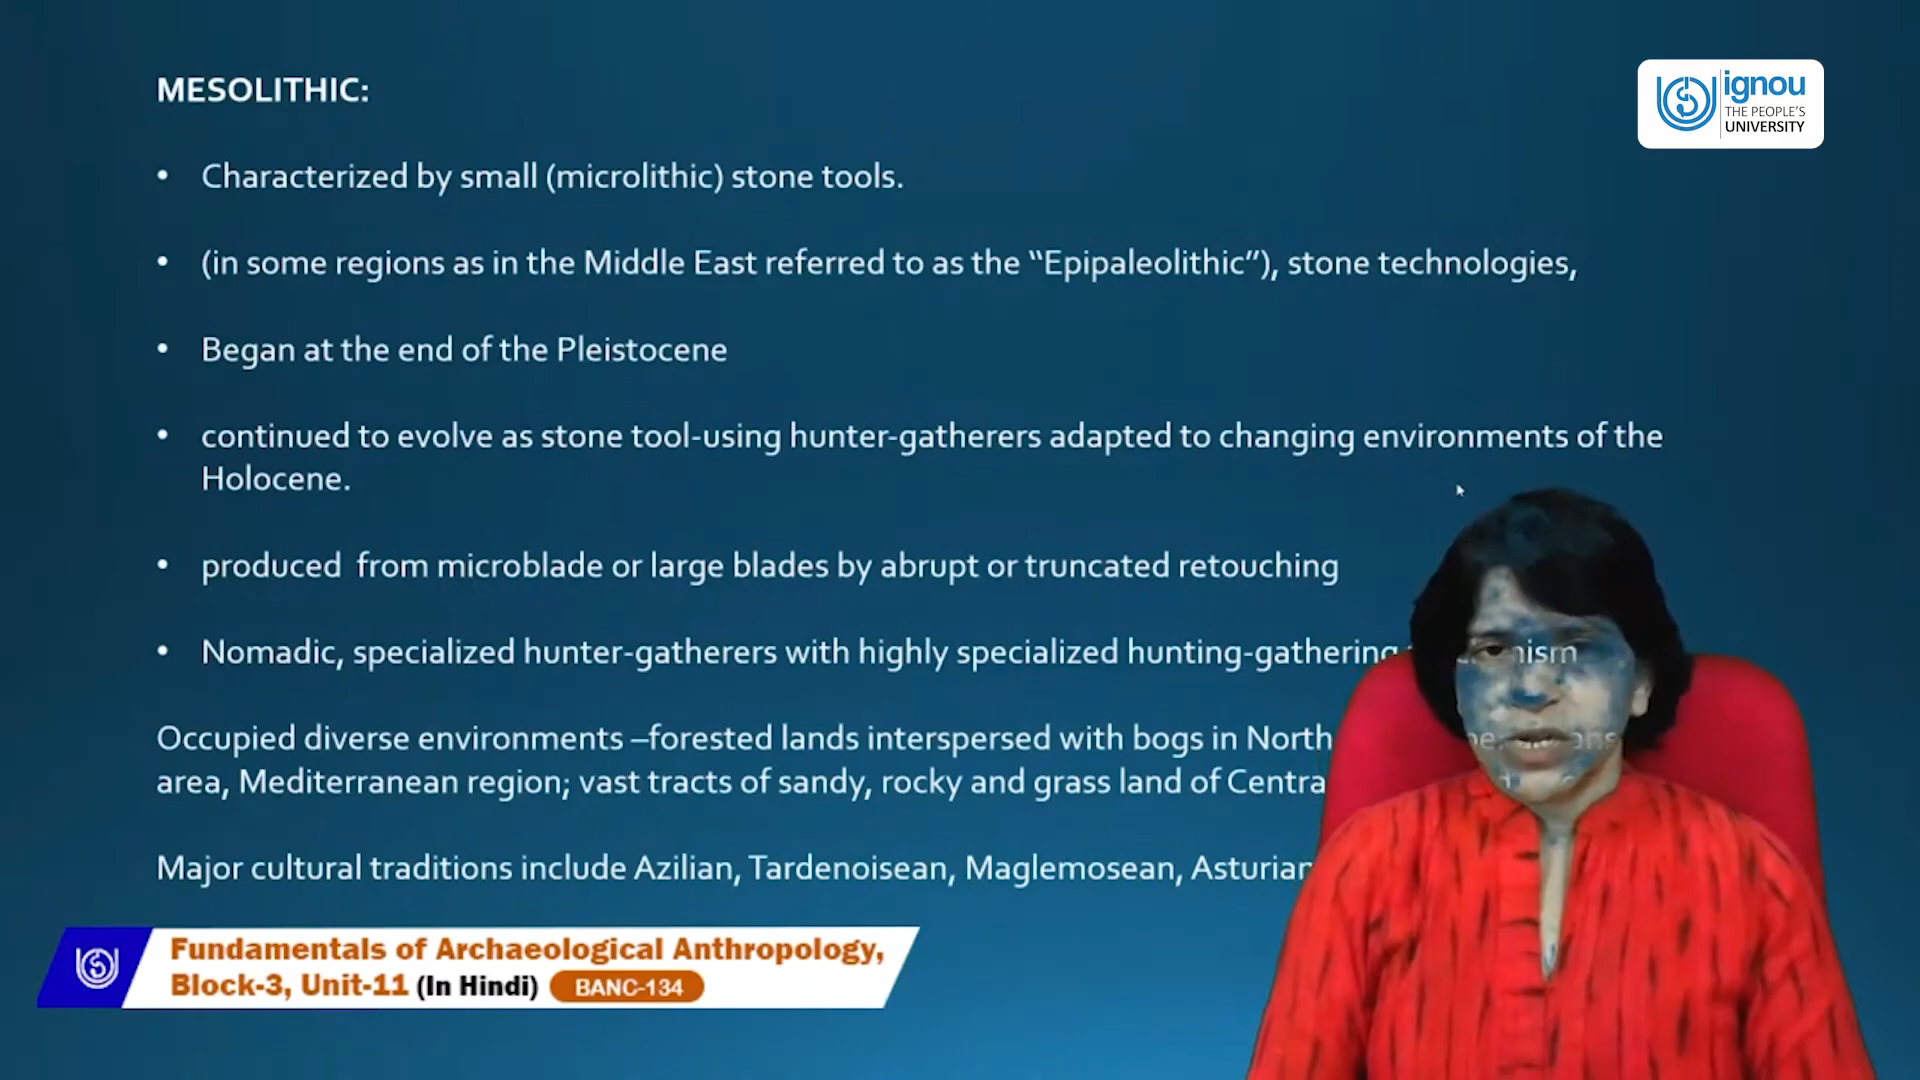 MESOLITHIC:
ignou
THE PEOPLE'S
UNIVERSITY
• Characterized by small (microlithic) stone tools.
• (in some regions as in the Middle East referred to as the “Epipaleolithic”), stone technologies,
• Began at the end of the Pleistocene
• continued to evolve as stone tool-using hunter-gatherers adapted to changing environments of the
Holocene.
• produced from microblade or large blades by abrupt or truncated retouching
• Nomadic, specialized hunter-gatherers with highly specialized hunting-gathering
Occupied diverse environments –forested lands interspersed with bogs in North
area, Mediterranean region; vast tracts of sandy, rocky and grass land of
Major cultural traditions include Azilian, Tardenoisean, Maglemosean, Asturian
Fundamentals of Archaeological Anthropology,
Block-3, Unit-11 (In Hindi) BANC-134